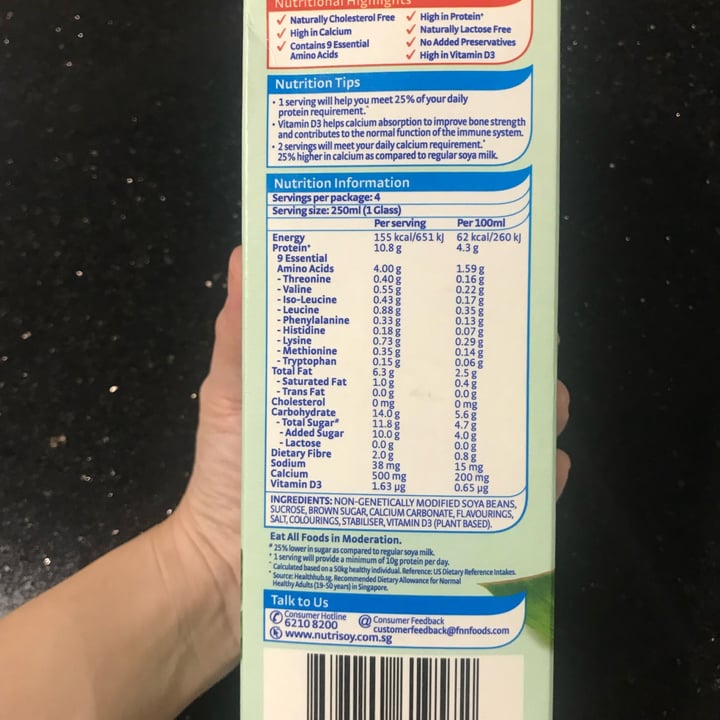 Nutritional Highlights
✓ Naturally Cholesterol Free
✓ High in Calcium
✓ Contains 9 Essential
Amino Acids
✓ High in Protein⁺
✓ Naturally Lactose Free
✓ No Added Preservatives
✓ High in Vitamin D3
Nutrition Tips
• 1 serving will help you meet 25% of your daily
protein requirement.^
• Vitamin D3 helps calcium absorption to improve bone strength
and contributes to the normal function of the immune system.
• 2 servings will meet your daily calcium requirement.*
25% higher in calcium as compared to regular soya milk.
Nutrition Information
Servings per package: 4
Serving size: 250ml (1 Glass)
Per serving Per 100ml
Energy 155 kcal/651 kJ 62 kcal/260 kJ
Protein⁺ 10.8 g 4.3 g
9 Essential
Amino Acids 4.00 g 1.59 g
- Threonine 0.40 g 0.16 g
- Valine 0.55 g 0.22 g
- Iso-Leucine 0.43 g 0.17 g
- Leucine 0.88 g 0.35 g
- Phenylalanine 0.33 g 0.13 g
- Histidine 0.18 g 0.07 g
- Lysine 0.73 g 0.29 g
- Methionine 0.35 g 0.14 g
- Tryptophan 0.15 g 0.06 g
Total Fat 6.3 g 2.5 g
- Saturated Fat 1.0 g 0.4 g
- Trans Fat 0.0 g 0.0 g
Cholesterol 0 mg 0 mg
Carbohydrate 14.0 g 5.6 g
- Total Sugar# 11.8 g 4.7 g
- Added Sugar 10.0 g 4.0 g
- Lactose 0.0 g 0.0 g
Dietary Fibre 2.0 g 0.8 g
Sodium 38 mg 15 mg
Calcium 500 mg 200 mg
Vitamin D3 1.63 µg 0.65 µg
INGREDIENTS: NON-GENETICALLY MODIFIED SOYA BEANS,
SUCROSE, BROWN SUGAR, CALCIUM CARBONATE, FLAVOURINGS,
SALT, COLOURINGS, STABILISER, VITAMIN D3 (PLANT BASED).
Eat All Foods in Moderation.
# 25% lower in sugar as compared to regular soya milk.
⁺ 1 serving will provide a minimum of 10g protein per day.
^ Calculated based on a 50kg healthy individual. Reference: US Dietary Reference Intakes.
* Source: Healthhub.sg. Recommended Dietary Allowance for Normal
Healthy Adults (19-50 years) in Singapore.
Talk to Us
Consumer Hotline
6210 8200
@ Consumer Feedback
customerfeedback@fnnfoods.com
www.nutrisoy.com.sg